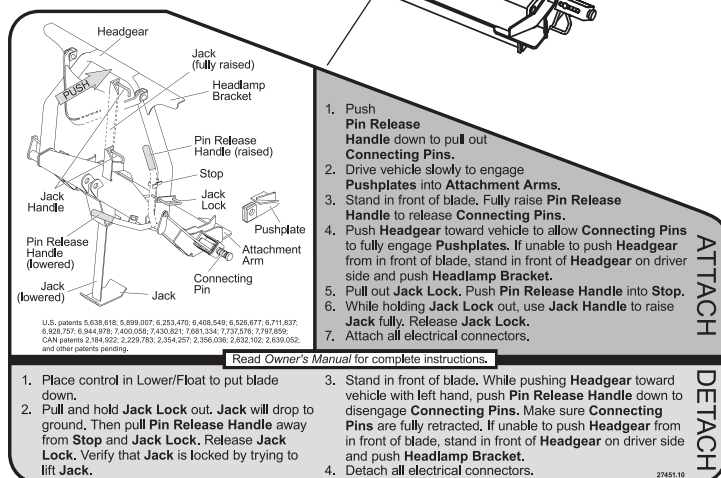 Headgear
Jack
(fully raised)
PUSH
Headlamp
Bracket
Pin Release
Handle (raised)
Stop
Jack
Lock
Jack
Handle
Pushplate
Pin Release
Handle
(lowered)
Attachment
Arm
Connecting
Pin
Jack
(lowered)
Jack
U.S. patents 5,638,618; 5,899,007; 6,253,470; 6,408,549; 6,526,677; 6,711,837;
6,928,757; 6,944,978; 7,400,058; 7,430,821; 7,681,334; 7,737,576; 7,797,859;
CAN patents 2,184,922; 2,229,783; 2,354,257; 2,356,036; 2,632,102; 2,639,052;
and other patents pending.
1. Push
Pin Release
Handle down to pull out
Connecting Pins.
2. Drive vehicle slowly to engage
Pushplates into Attachment Arms.
3. Stand in front of blade. Fully raise Pin Release
Handle to release Connecting Pins.
4. Push Headgear toward vehicle to allow Connecting Pins
to fully engage Pushplates. If unable to push Headgear
from in front of blade, stand in front of Headgear on driver
side and push Headlamp Bracket.
5. Pull out Jack Lock. Push Pin Release Handle into Stop.
6. While holding Jack Lock out, use Jack Handle to raise
Jack fully. Release Jack Lock.
7. Attach all electrical connectors.
ATTACH
Read Owner's Manual for complete instructions.
1. Place control in Lower/Float to put blade
down.
2. Pull and hold Jack Lock out. Jack will drop to
ground. Then pull Pin Release Handle away
from Stop and Jack Lock. Release Jack
Lock. Verify that Jack is locked by trying to
lift Jack.
3. Stand in front of blade. While pushing Headgear toward
vehicle with left hand, push Pin Release Handle down to
disengage Connecting Pins. Make sure Connecting
Pins are fully retracted. If unable to push Headgear from
in front of blade, stand in front of Headgear on driver side
and push Headlamp Bracket.
4. Detach all electrical connectors.
DETACH
27451.10